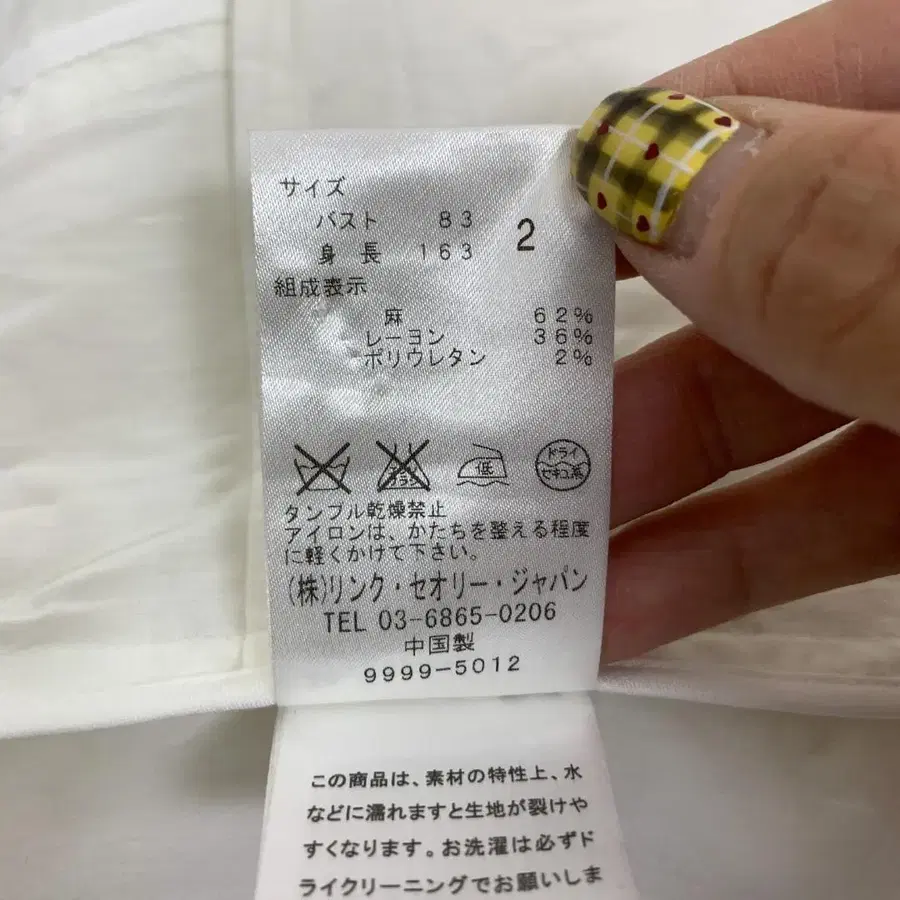 サイズ
バスト 83
身長 163 2
組成表示
麻 62%
レーヨン 36%
ポリウレタン 2%
低 ドライ
セキユ系
タンブル乾燥禁止
アイロンは、かたちを整える程度
に軽くかけて下さい。
(株)リンク・セオリー・ジャパン
TEL 03-6865-0206
中国製
9999-5012
この商品は、素材の特性上、水
などに濡れますと生地が裂けや
すくなります。お洗濯は必ずド
ライクリーニングでお願いしま